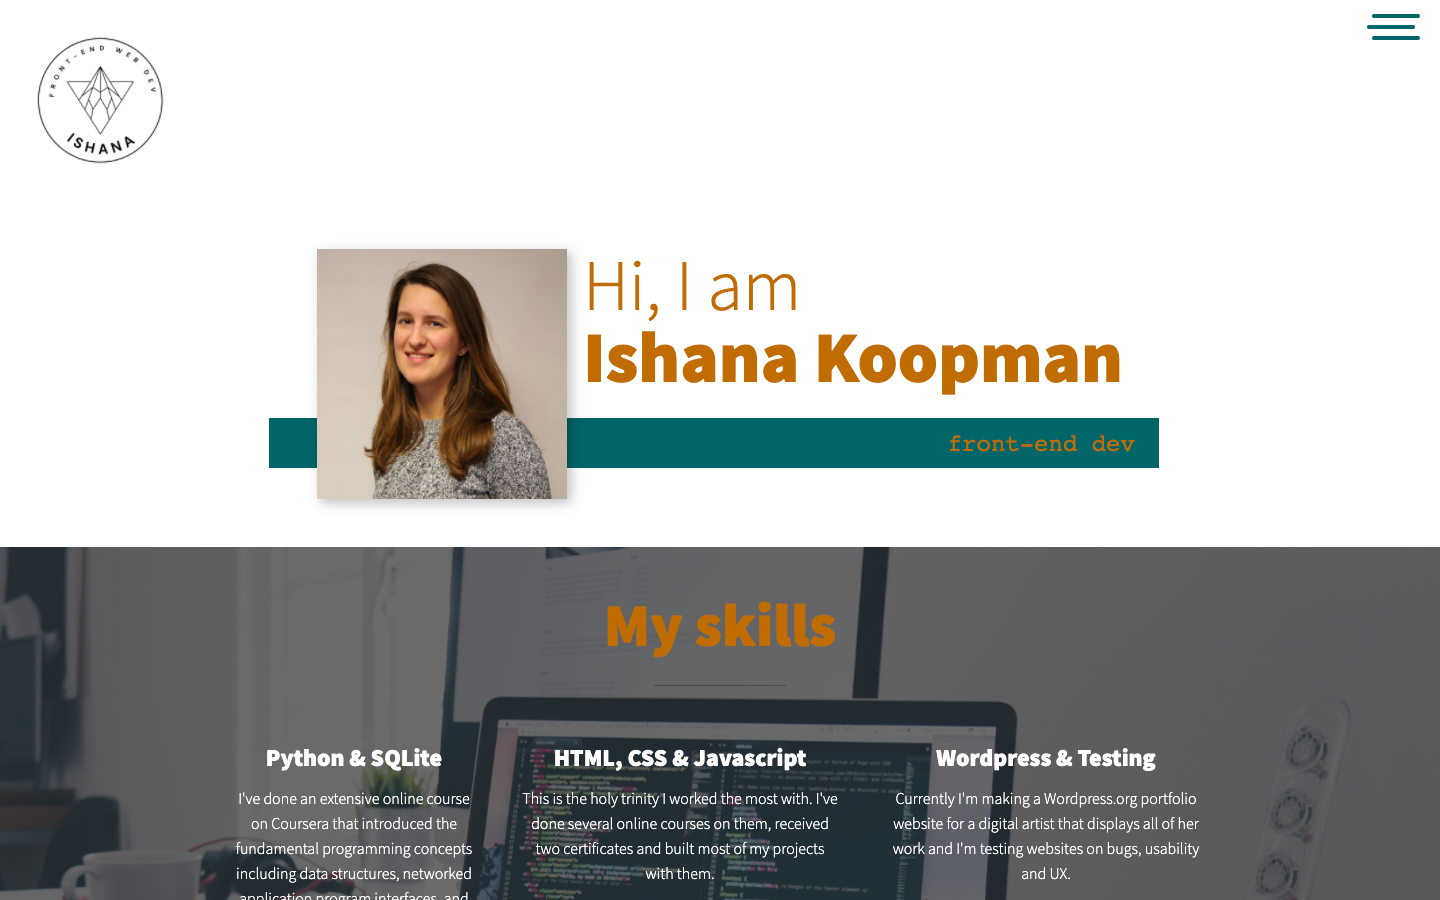 FRONT-END WEB DEV
ISHANA
Hi, I am
Ishana Koopman
front-end dev
My skills
Python & SQLite
I've done an extensive online course
on Coursera that introduced the
fundamental programming concepts
including data structures, networked
application program interfaces, and
HTML, CSS & Javascript
This is the holy trinity I worked the most with. I've
done several online courses on them, received
two certificates and built most of my projects
with them.
Wordpress & Testing
Currently I'm making a Wordpress.org portfolio
website for a digital artist that displays all of her
work and I'm testing websites on bugs, usability
and UX.